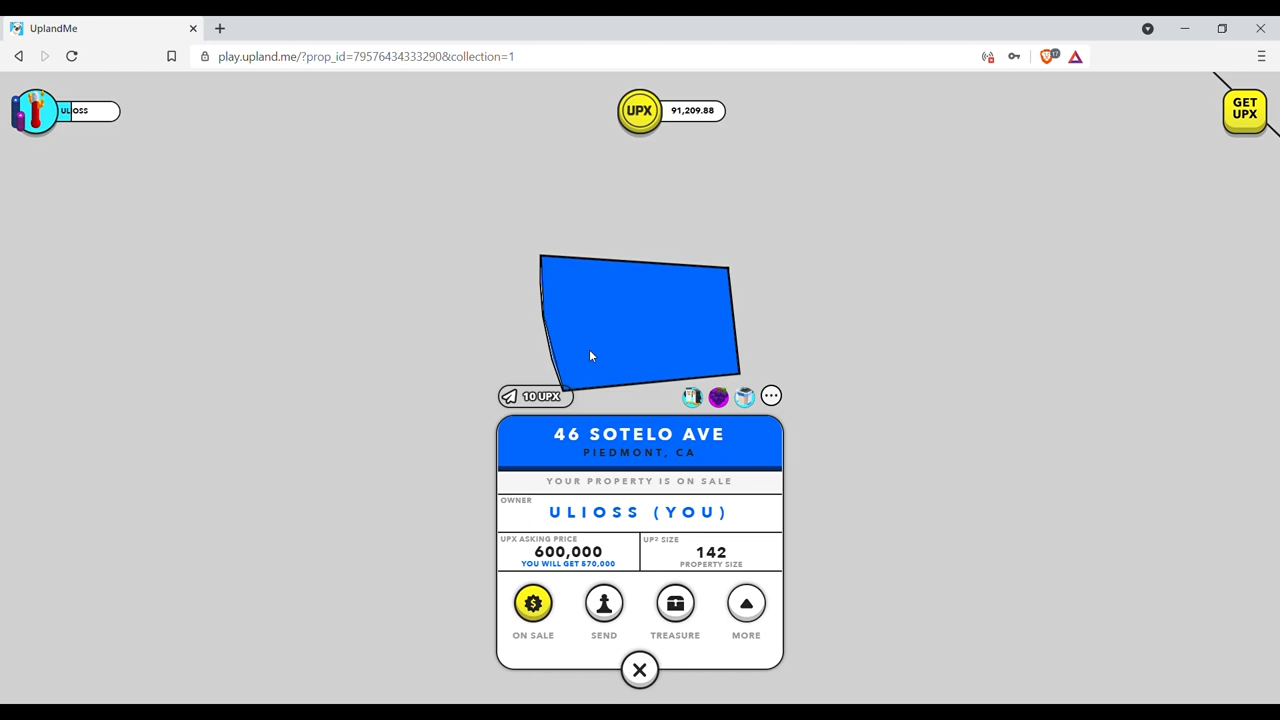 UplandMe
play.upland.me/?prop_id=79576434333290&collection=1
17
ULIOSS
UPX
91,209.88
GET
UPX
10 UPX
46 SOTELO AVE
PIEDMONT, CA
YOUR PROPERTY IS ON SALE
OWNER
ULIOSS (YOU)
UPX ASKING PRICE
600,000
YOU WILL GET 570,000
UP² SIZE
142
PROPERTY SIZE
ON SALE
SEND
TREASURE
MORE